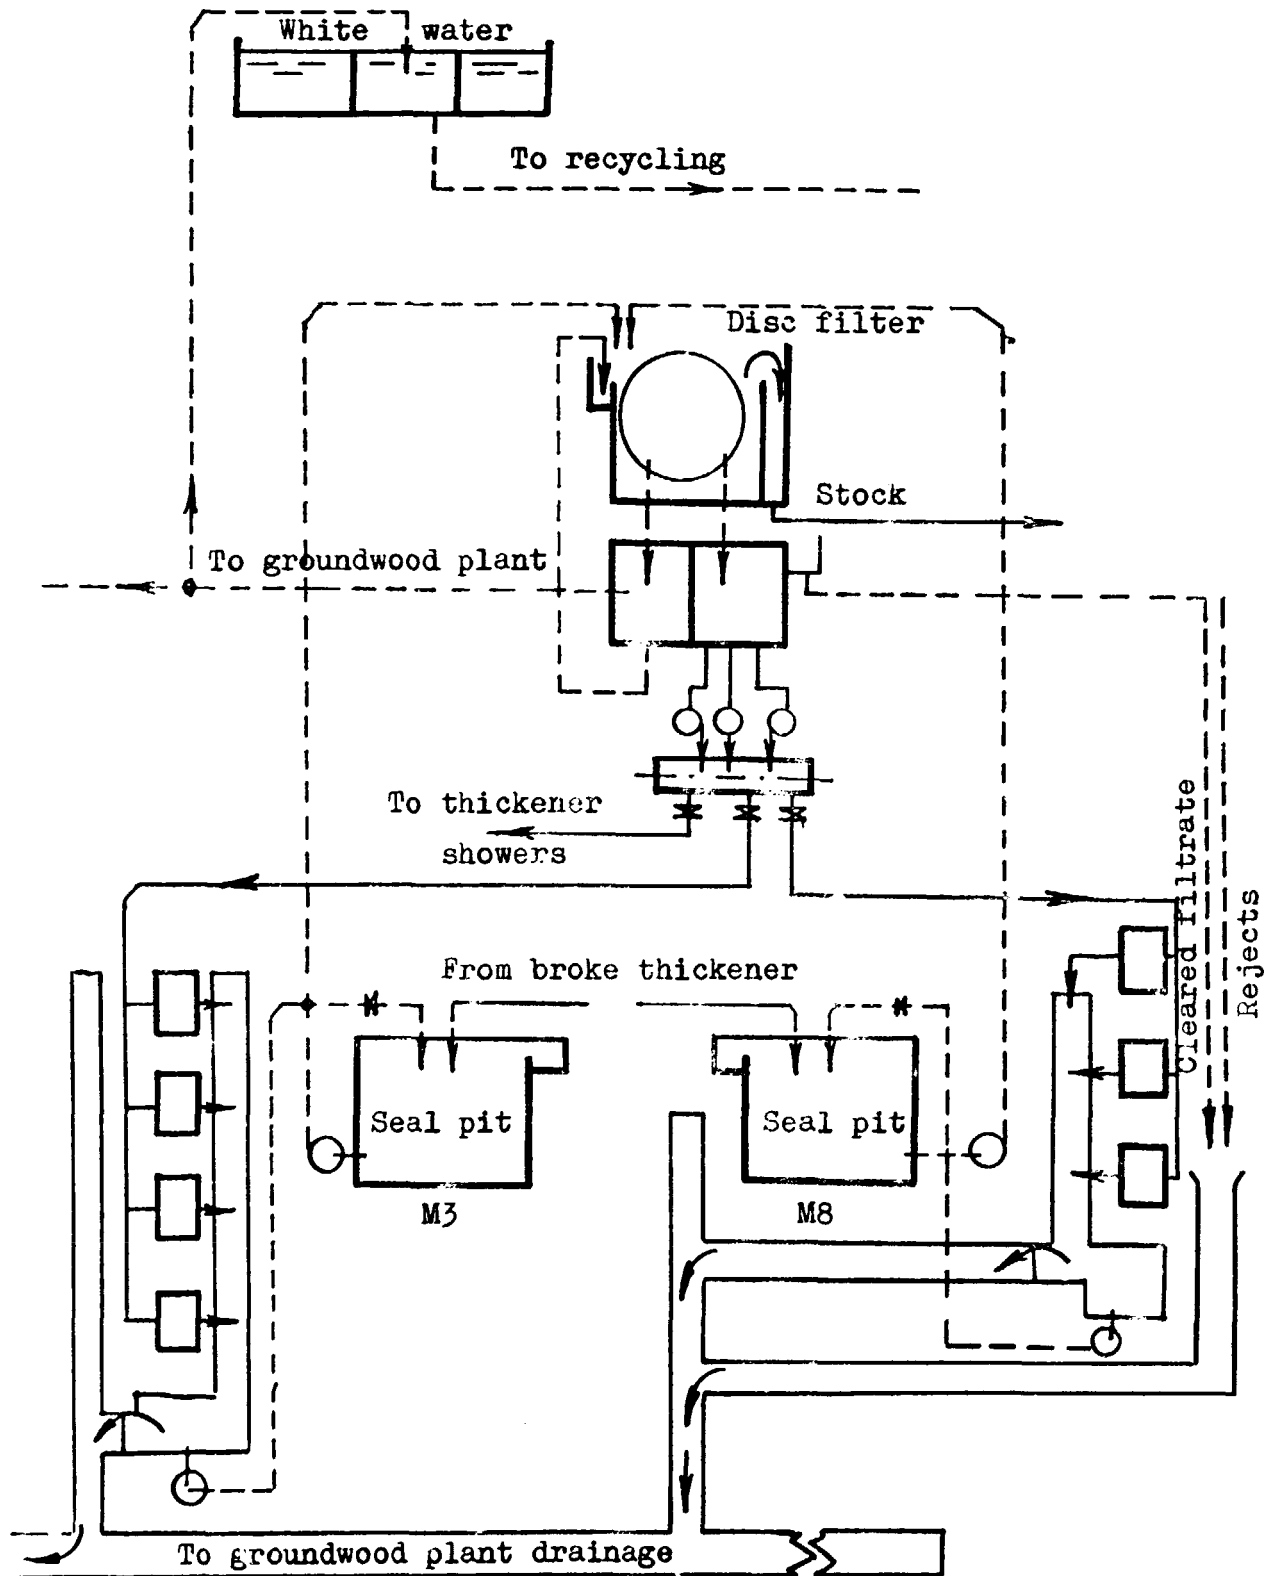 White water
To recycling
Disc filter
Stock
To groundwood plant
To thickener
showers
Cleared filtrate
Rejects
From broke thickener
Seal pit
Seal pit
M3
M8
To groundwood plant drainage